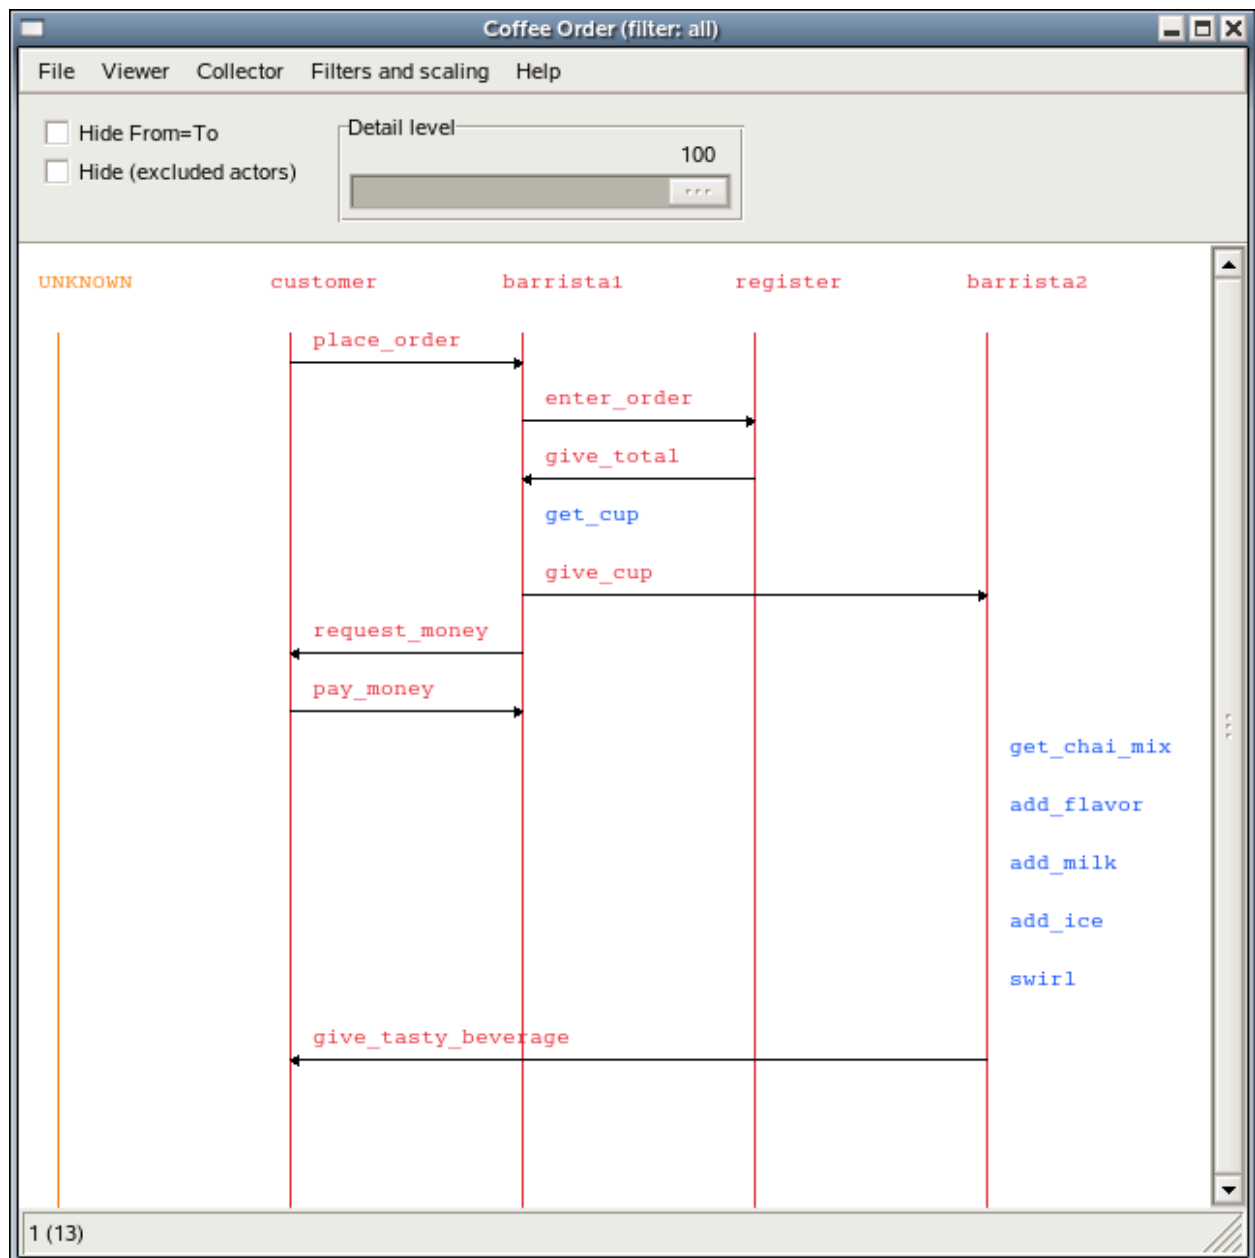 Coffee Order (filter: all)
File Viewer Collector Filters and scaling Help
Hide From=To
Hide (excluded actors)
Detail level
100
UNKNOWN customer barrista1 register barrista2
place_order
enter_order
give_total
get_cup
give_cup
request_money
pay_money
get_chai_mix
add_flavor
add_milk
add_ice
swirl
give_tasty_beverage
1 (13)